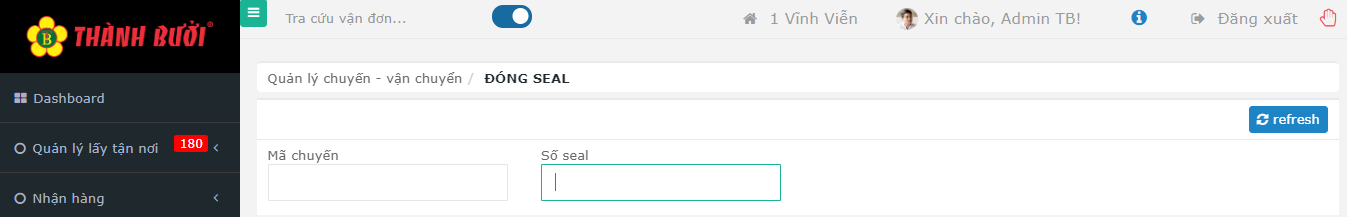 THÀNH BƯỞI
Tra cứu vận đơn...
1 Vĩnh Viễn
Xin chào, Admin TB!
Đăng xuất
Quản lý chuyến - vận chuyển / ĐÓNG SEAL
Dashboard
refresh
Quản lý lấy tận nơi 180
Mã chuyến
Số seal
Nhận hàng